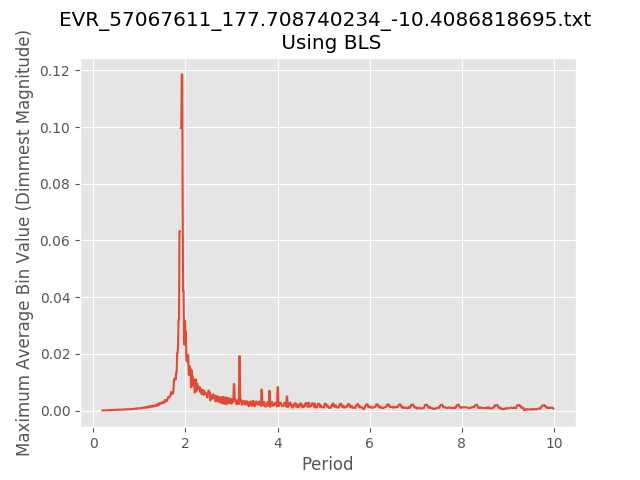 EVR_57067611_177.708740234_-10.4086818695.txt
Using BLS
Maximum Average Bin Value (Dimmest Magnitude)
0.12
0.10
0.08
0.06
0.04
0.02
0.00
0 2 4 6 8 10
Period